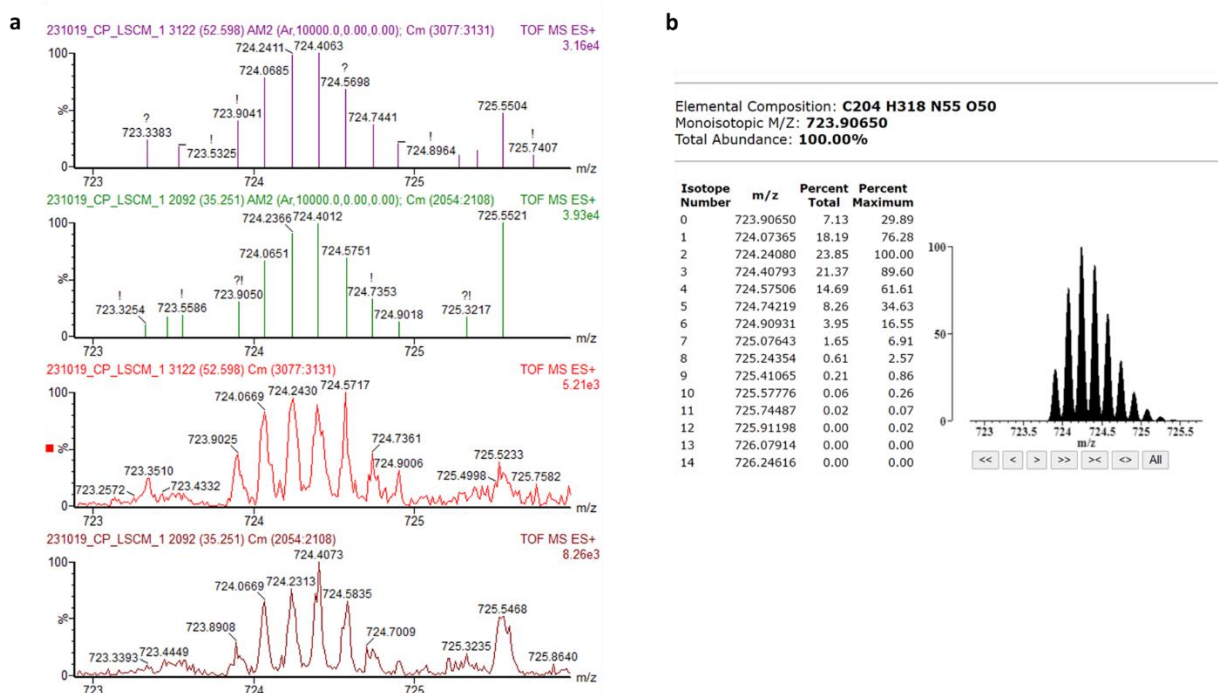 a
231019_CP_LSCM_1 3122 (52.598) AM2 (Ar,10000.0,0.00,0.00); Cm (3077:3131) TOF MS ES+
3.16e4
100
%
0
724.2411 724.4063
724.0685
?
724.5698
!
723.9041
?
723.3383
!
723.5325
724.7441
!
724.8964
725.5504
!
725.7407
723 724 725 m/z
231019_CP_LSCM_1 2092 (35.251) AM2 (Ar,10000.0,0.00,0.00); Cm (2054:2108) TOF MS ES+
3.93e4
100
%
0
724.2366 724.4012
725.5521
724.0651
724.5751
?!
723.9050
!
723.3254
!
723.5586
!
724.7353
724.9018
?!
725.3217
723 724 725 m/z
231019_CP_LSCM_1 3122 (52.598) Cm (3077:3131) TOF MS ES+
5.21e3
100
%
0
724.0669 724.2430 724.5717
723.9025
724.7361
724.9006
723.3510
723.2572 723.4332
725.5233
725.4998 725.7582
723 724 725 m/z
231019_CP_LSCM_1 2092 (35.251) Cm (2054:2108) TOF MS ES+
8.26e3
100
%
0
724.4073
724.0669 724.2313
724.5835
723.8908
724.7009
723.3393 723.4449
725.5468
725.3235
725.8640
723 724 725 m/z
b
Elemental Composition: C204 H318 N55 O50
Monoisotopic M/Z: 723.90650
Total Abundance: 100.00%
Isotope Number m/z Percent Total Percent Maximum
0 723.90650 7.13 29.89
1 724.07365 18.19 76.28
2 724.24080 23.85 100.00
3 724.40793 21.37 89.60
4 724.57506 14.69 61.61
5 724.74219 8.26 34.63
6 724.90931 3.95 16.55
7 725.07643 1.65 6.91
8 725.24354 0.61 2.57
9 725.41065 0.21 0.86
10 725.57776 0.06 0.26
11 725.74487 0.02 0.07
12 725.91198 0.00 0.02
13 726.07914 0.00 0.00
14 726.24616 0.00 0.00
100
50
0
723 723.5 724 724.5 725 725.5
m/z
<< < > >> >< <> All